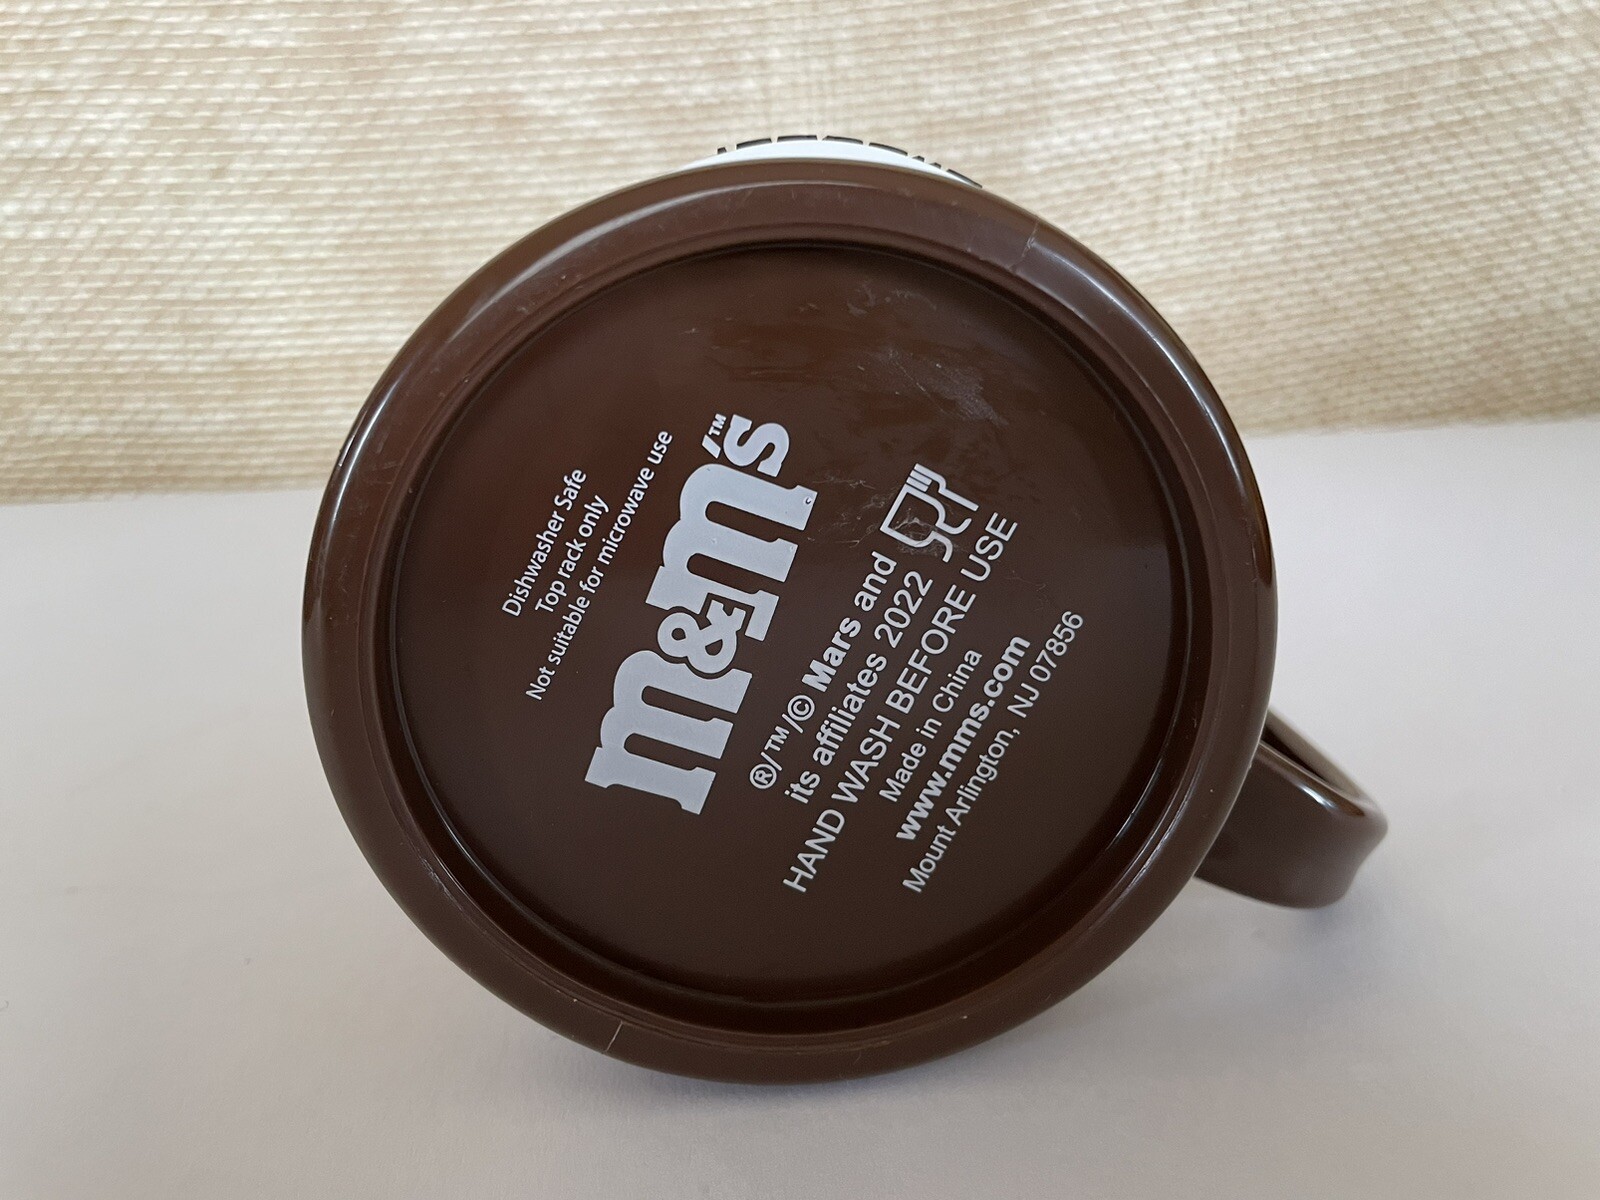 Dishwasher Safe
Top rack only
Not suitable for microwave use
m&m's™
®/™/© Mars and
its affiliates 2022
HAND WASH BEFORE USE
Made in China
www.mms.com
Mount Arlington, NJ 07856